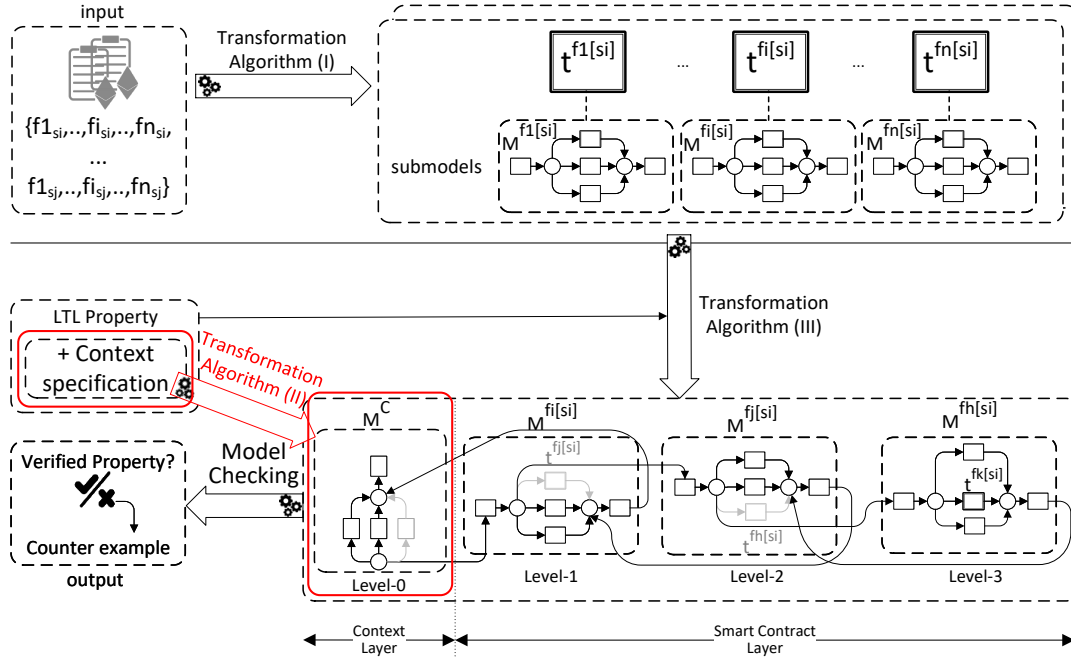 input
Transformation
Algorithm (I)
{f1si,..,fisi,..,fnsi,
...
f1sj,..,fisj,..,fnsj}
t^f1[si]
...
t^fi[si]
...
t^fn[si]
submodels
M^f1[si]
M^fi[si]
M^fn[si]
LTL Property
+ Context
specification
Transformation
Algorithm (II)
Transformation
Algorithm (III)
M^C
M^fi[si]
t^fj[si]
M^fj[si]
t^fh[si]
M^fh[si]
t^fk[si]
Model
Checking
Verified Property?
Counter example
output
Level-0
Level-1
Level-2
Level-3
Context
Layer
Smart Contract
Layer